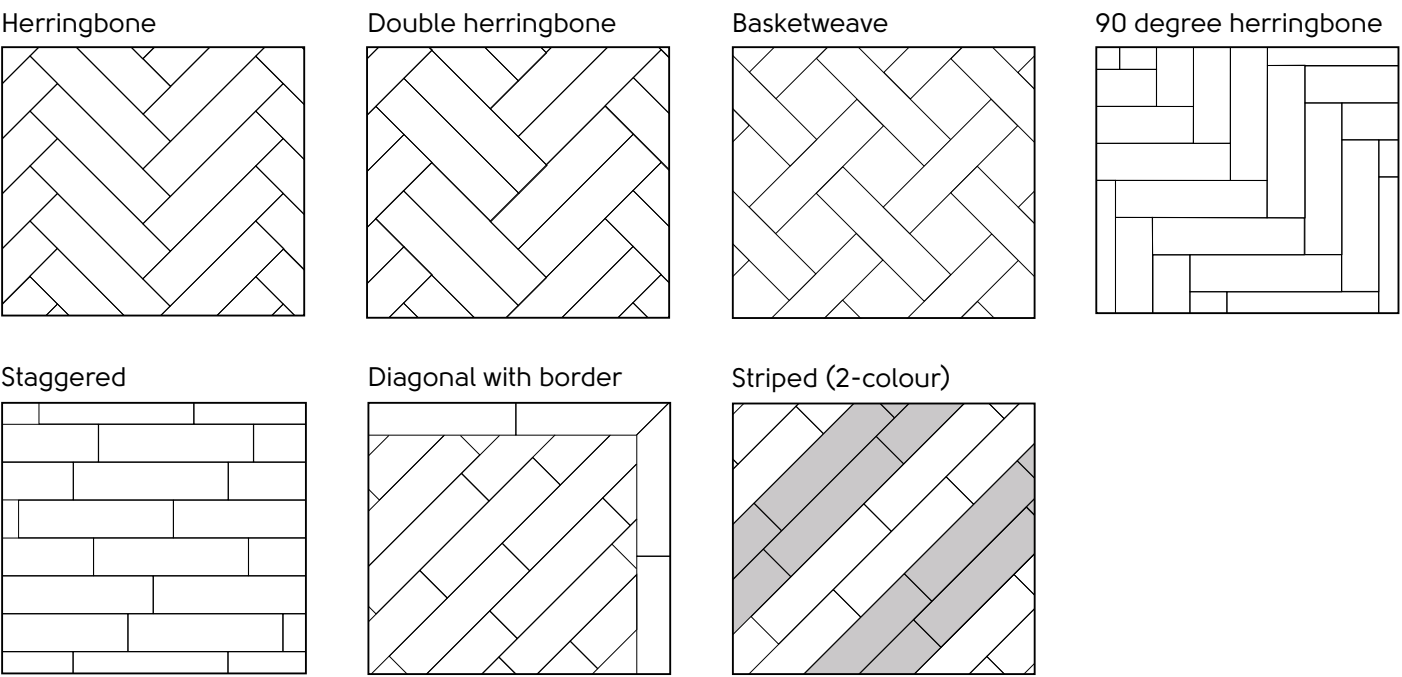 Herringbone
Double herringbone
Basketweave
90 degree herringbone
Staggered
Diagonal with border
Striped (2-colour)